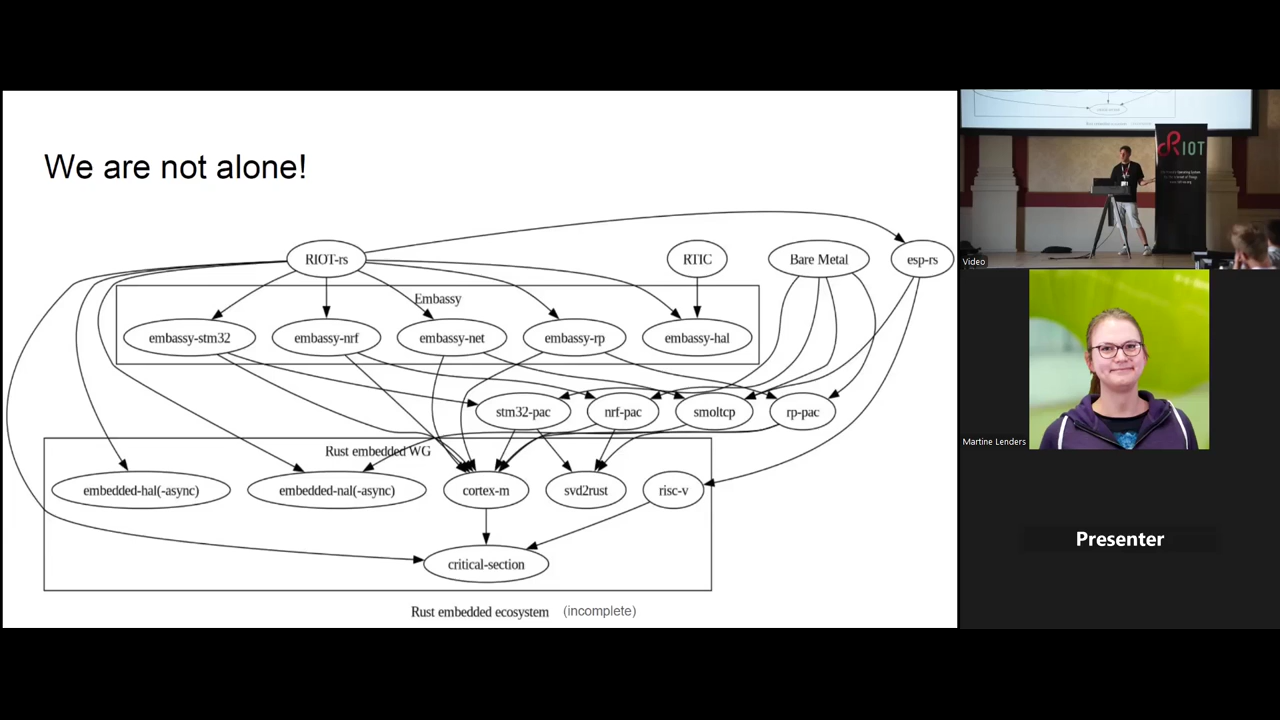 We are not alone!
RIOT-rs
RTIC
Bare Metal
esp-rs
Embassy
embassy-stm32
embassy-nrf
embassy-net
embassy-rp
embassy-hal
stm32-pac
nrf-pac
smoltcp
rp-pac
Rust embedded WG
embedded-hal(-async)
embedded-nal(-async)
cortex-m
svd2rust
risc-v
critical-section
Rust embedded ecosystem (incomplete)
RIOT
Video
Martine Lenders
Presenter